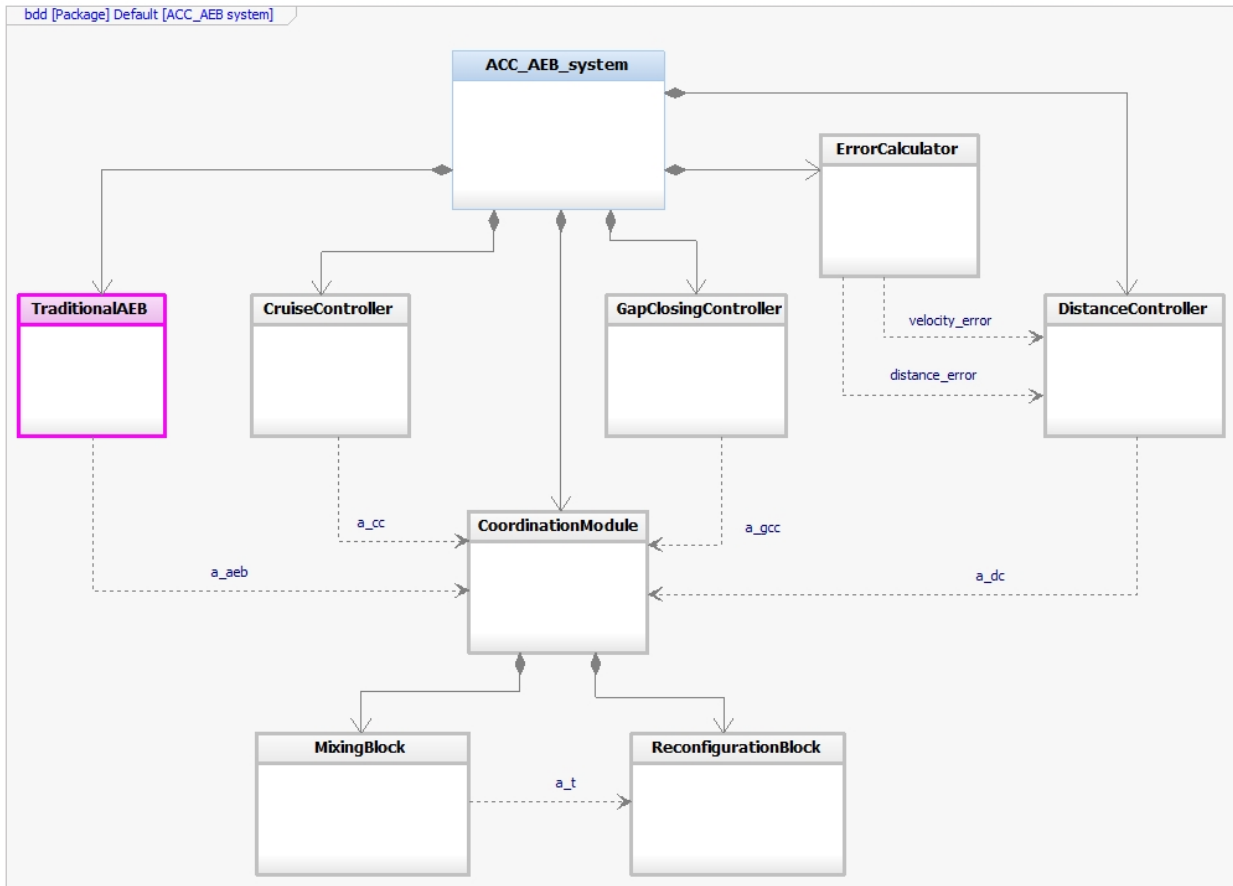 bdd [Package] Default [ACC_AEB system]
ACC_AEB_system
ErrorCalculator
TraditionalAEB
CruiseController
GapClosingController
DistanceController
velocity_error
distance_error
a_cc
CoordinationModule
a_gcc
a_aeb
a_dc
MixingBlock
ReconfigurationBlock
a_t